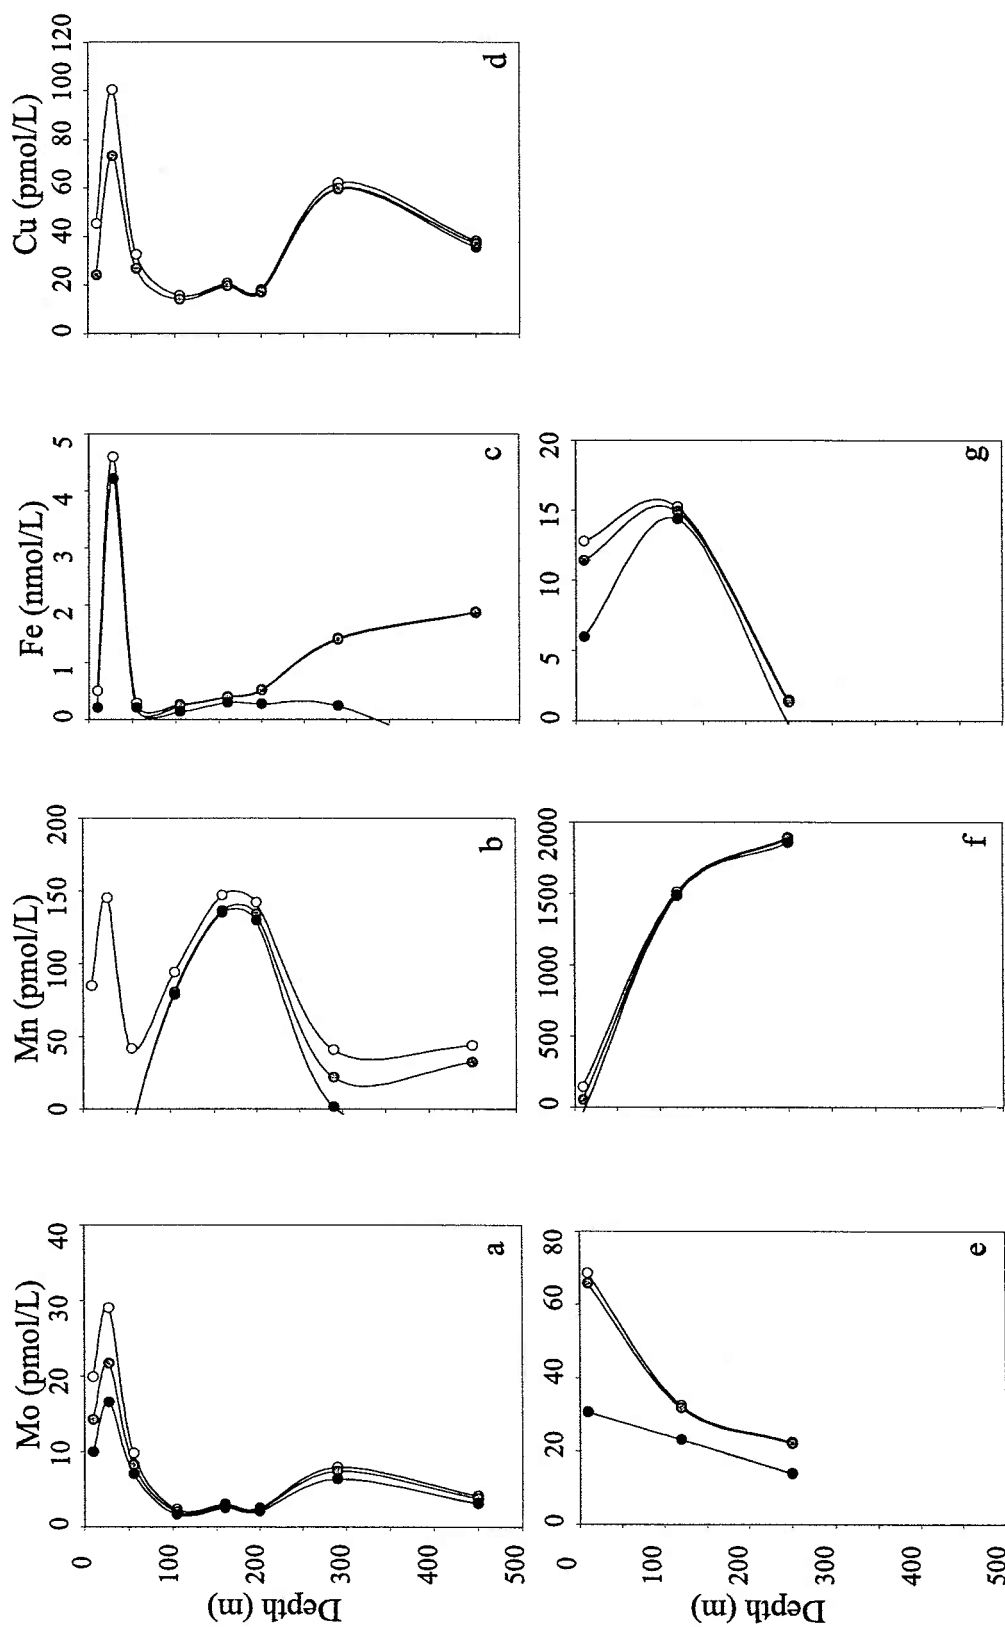 Mo (pmol/L)
0 10 20 30 40
Mn (pmol/L)
0 50 100 150 200
Fe (nmol/L)
0 1 2 3 4 5
Cu (pmol/L)
0 20 40 60 80 100 120
Depth (m)
0
100
200
300
400
500
a
b
c
d
0 20 40 60 80
0 500 1000 1500 2000
0 5 10 15 20
Depth (m)
0
100
200
300
400
500
e
f
g